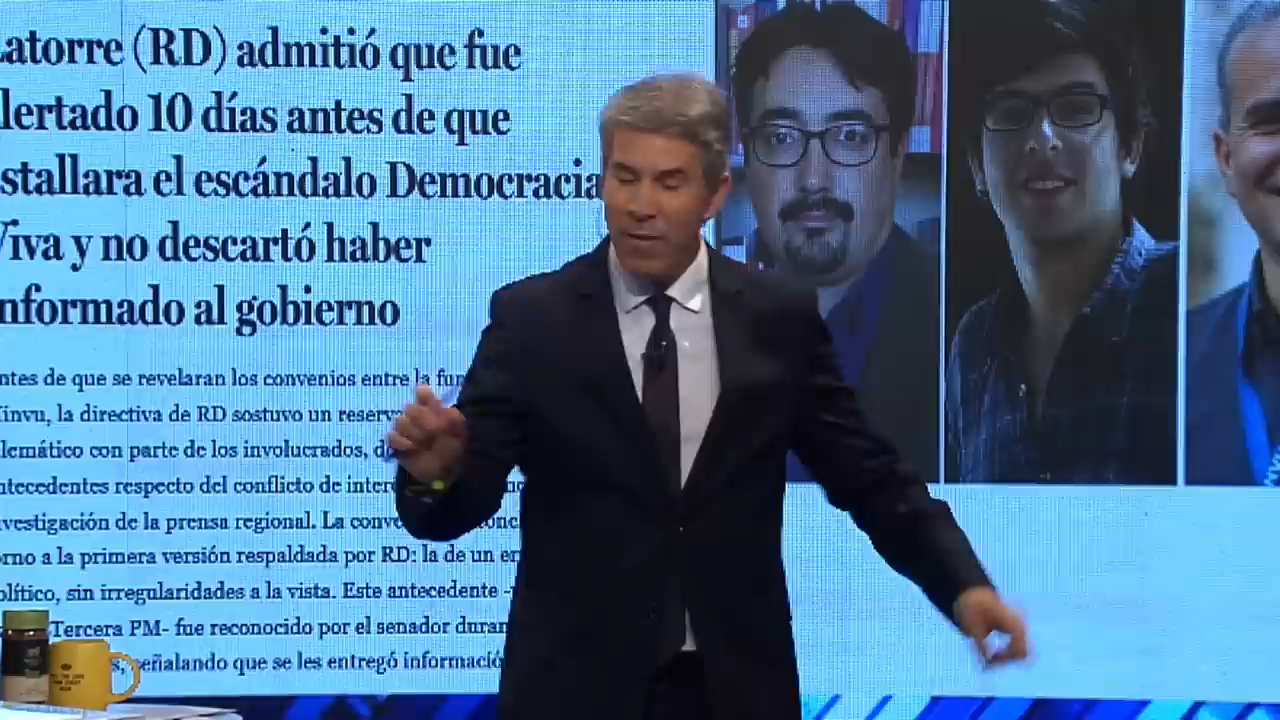 atorre (RD) admitió que fue
lertado 10 días antes de que
stallara el escándalo Democracia
Viva y no descartó haber
nformado al gobierno
ntes de que se revelaran los convenios entre la fun
invu, la directiva de RD sostuvo un reserv
lemático con parte de los involucrados, d
ntecedentes respecto del conflicto de inter
vestigación de la prensa regional. La conv
orno a la primera versión respaldada por RD: la de un er
olítico, sin irregularidades a la vista. Este antecedente -
Tercera PM- fue reconocido por el senador duran
s, señalando que se les entregó informació